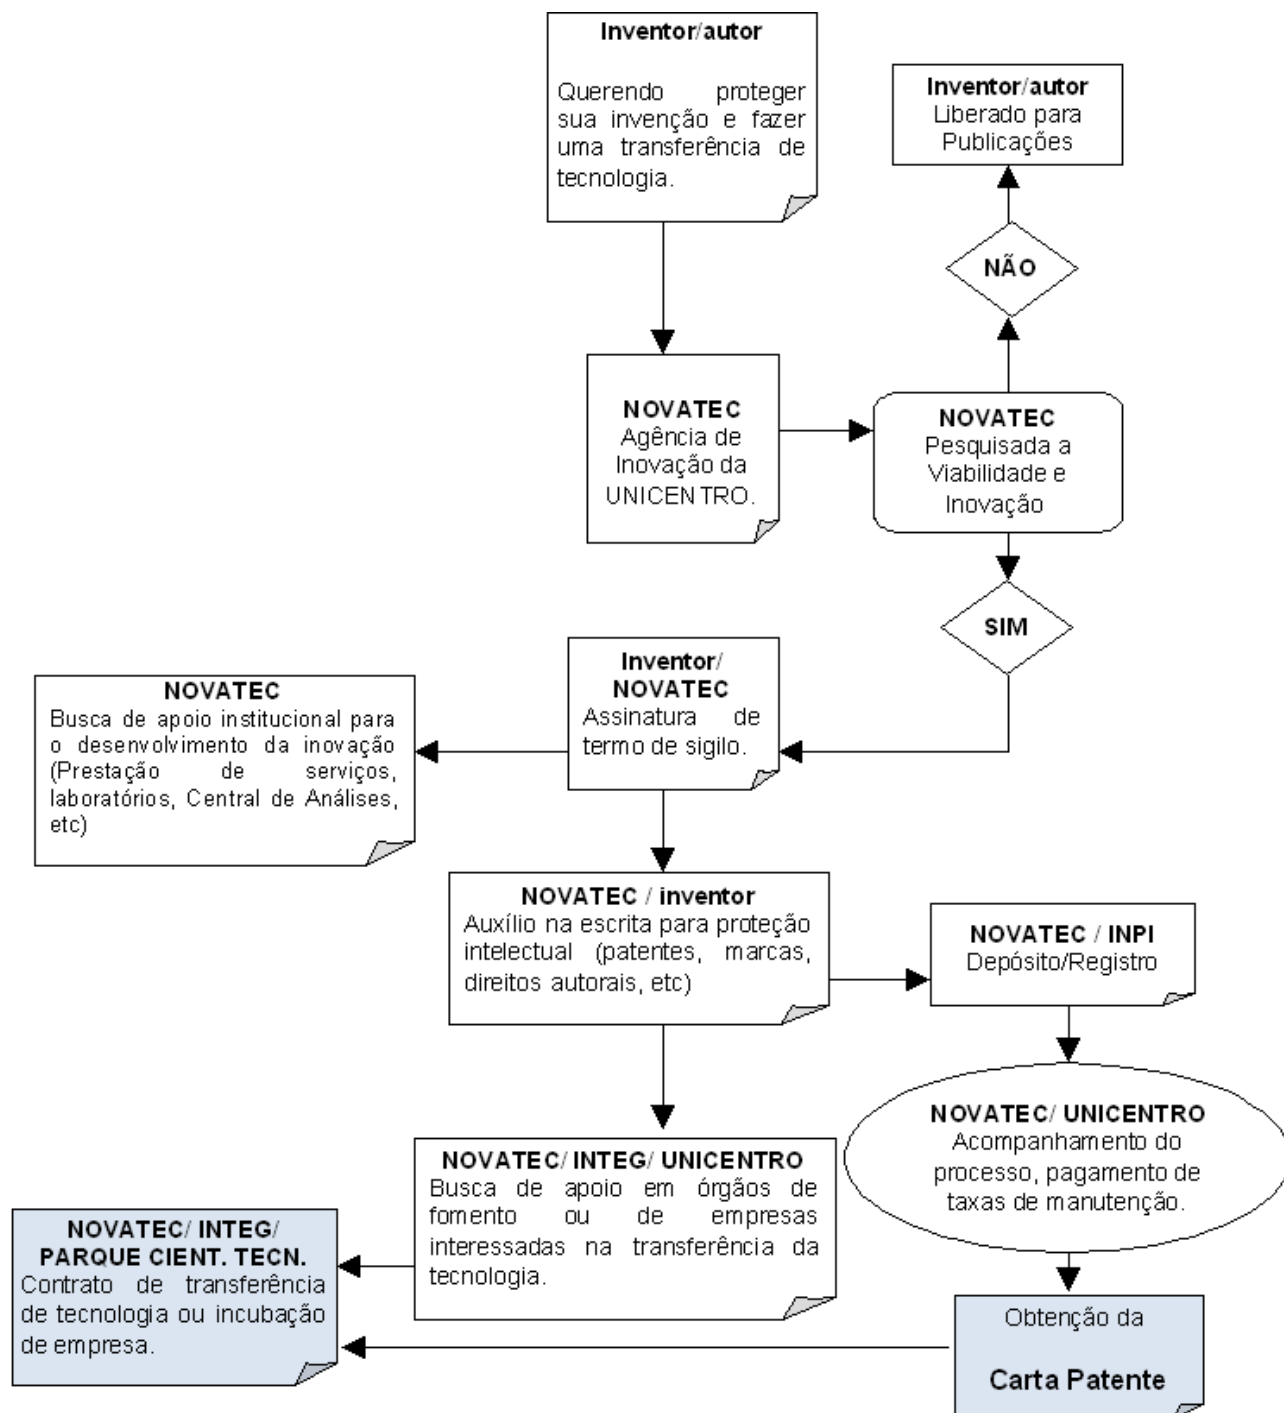 Inventor/autor
Querendo proteger
sua invenção e fazer
uma transferência de
tecnologia.
Inventor/autor
Liberado para
Publicações
NÃO
NOVATEC
Agência de
Inovação da
UNICENTRO.
NOVATEC
Pesquisada a
Viabilidade e
Inovação
SIM
Inventor/
NOVATEC
Assinatura de
termo de sigilo.
NOVATEC
Busca de apoio institucional para
o desenvolvimento da inovação
(Prestação de serviços,
laboratórios, Central de Análises,
etc)
NOVATEC / inventor
Auxílio na escrita para proteção
intelectual (patentes, marcas,
direitos autorais, etc)
NOVATEC / INPI
Depósito/Registro
NOVATEC/ UNICENTRO
Acompanhamento do
processo, pagamento de
taxas de manutenção.
NOVATEC/ INTEG/ UNICENTRO
Busca de apoio em órgãos de
fomento ou de empresas
interessadas na transferência da
tecnologia.
NOVATEC/ INTEG/
PARQUE CIENT. TECN.
Contrato de transferência
de tecnologia ou incubação
de empresa.
Obtenção da
Carta Patente